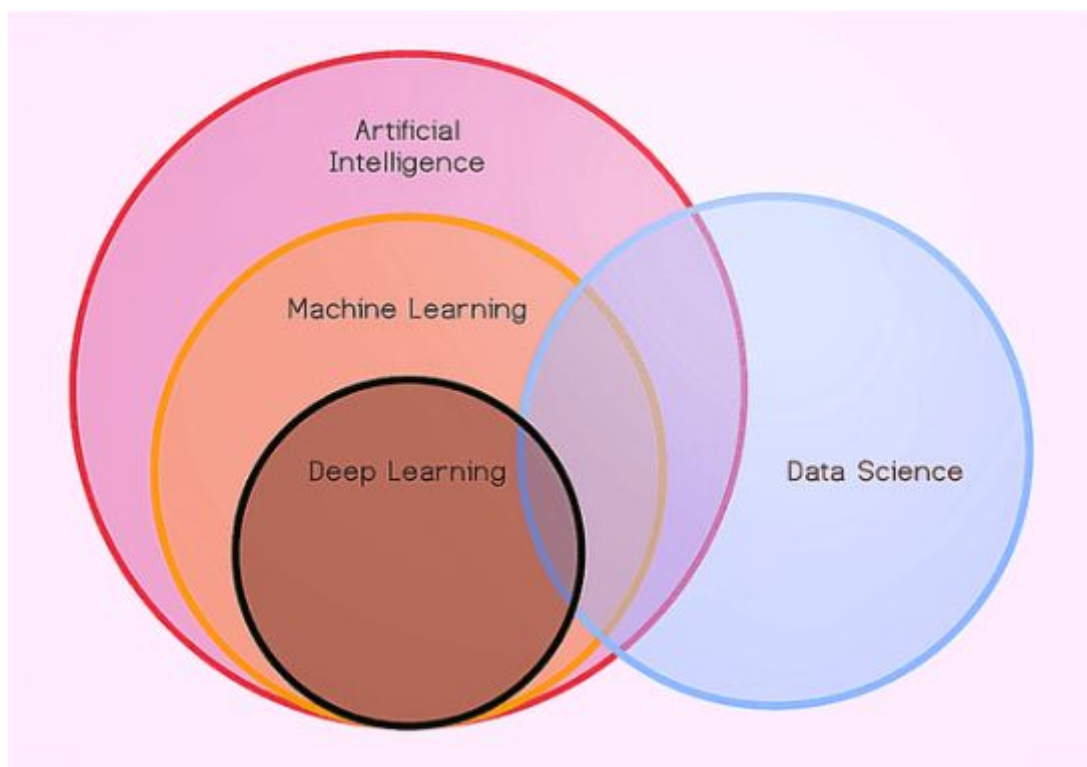 Artificial
Intelligence
Machine Learning
Deep Learning
Data Science